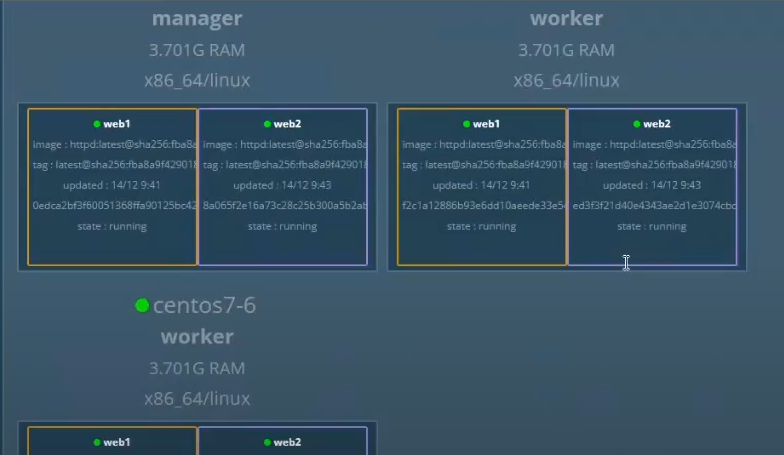 manager
3.701G RAM
x86_64/linux
web1
image : httpd:latest@sha256:fba8a
tag : latest@sha256:fba8a9f429018
updated : 14/12 9:41
0edca2bf3f60051368ffa90125bc42
state : running
web2
image : httpd:latest@sha256:fba8a
tag : latest@sha256:fba8a9f429018
updated : 14/12 9:43
8a065f2e16a73c28c25b300a5b2ab
state : running
worker
3.701G RAM
x86_64/linux
web1
image : httpd:latest@sha256:fba8a
tag : latest@sha256:fba8a9f429018
updated : 14/12 9:41
f2c1a12886b93e6dd10aeede33e5
state : running
web2
image : httpd:latest@sha256:fba8a
tag : latest@sha256:fba8a9f429018
updated : 14/12 9:43
ed3f3f21d40e4343ae2d1e3074cbc
state : running
centos7-6
worker
3.701G RAM
x86_64/linux
web1
web2